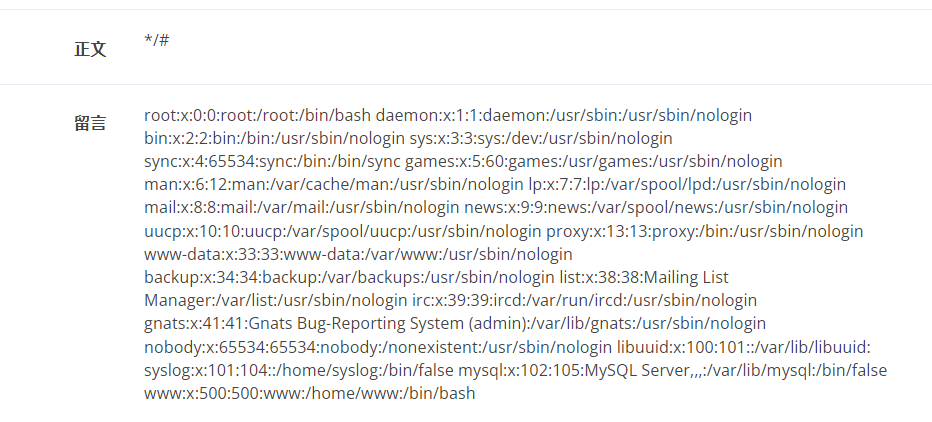 正文 */#
留言 root:x:0:0:root:/root:/bin/bash daemon:x:1:1:daemon:/usr/sbin:/usr/sbin/nologin
bin:x:2:2:bin:/bin:/usr/sbin/nologin sys:x:3:3:sys:/dev:/usr/sbin/nologin
sync:x:4:65534:sync:/bin:/bin/sync games:x:5:60:games:/usr/games:/usr/sbin/nologin
man:x:6:12:man:/var/cache/man:/usr/sbin/nologin lp:x:7:7:lp:/var/spool/lpd:/usr/sbin/nologin
mail:x:8:8:mail:/var/mail:/usr/sbin/nologin news:x:9:9:news:/var/spool/news:/usr/sbin/nologin
uucp:x:10:10:uucp:/var/spool/uucp:/usr/sbin/nologin proxy:x:13:13:proxy:/bin:/usr/sbin/nologin
www-data:x:33:33:www-data:/var/www:/usr/sbin/nologin
backup:x:34:34:backup:/var/backups:/usr/sbin/nologin list:x:38:38:Mailing List
Manager:/var/list:/usr/sbin/nologin irc:x:39:39:ircd:/var/run/ircd:/usr/sbin/nologin
gnats:x:41:41:Gnats Bug-Reporting System (admin):/var/lib/gnats:/usr/sbin/nologin
nobody:x:65534:65534:nobody:/nonexistent:/usr/sbin/nologin libuuid:x:100:101::/var/lib/libuuid:
syslog:x:101:104::/home/syslog:/bin/false mysql:x:102:105:MySQL Server,,,:/var/lib/mysql:/bin/false
www:x:500:500:www:/home/www:/bin/bash